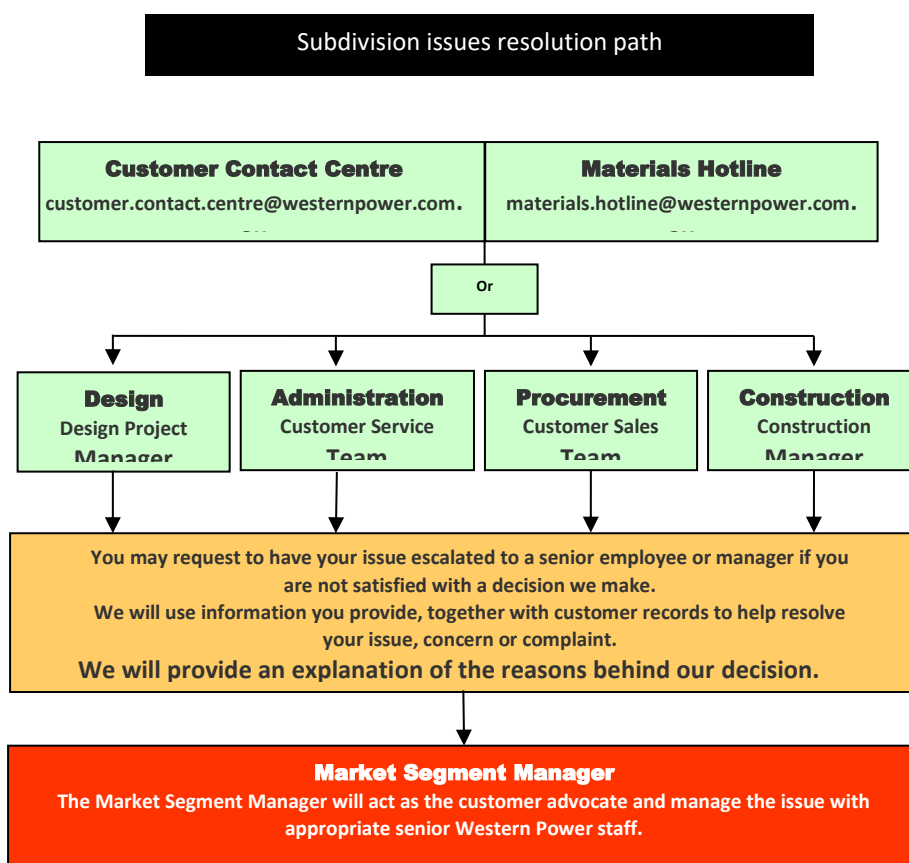 Subdivision issues resolution path
Customer Contact Centre
customer.contact.centre@westernpower.com.
Materials Hotline
materials.hotline@westernpower.com.
Or
Design
Design Project
Manager
Administration
Customer Service
Team
Procurement
Customer Sales
Team
Construction
Construction
Manager
You may request to have your issue escalated to a senior employee or manager if you
are not satisfied with a decision we make.
We will use information you provide, together with customer records to help resolve
your issue, concern or complaint.
We will provide an explanation of the reasons behind our decision.
Market Segment Manager
The Market Segment Manager will act as the customer advocate and manage the issue with
appropriate senior Western Power staff.